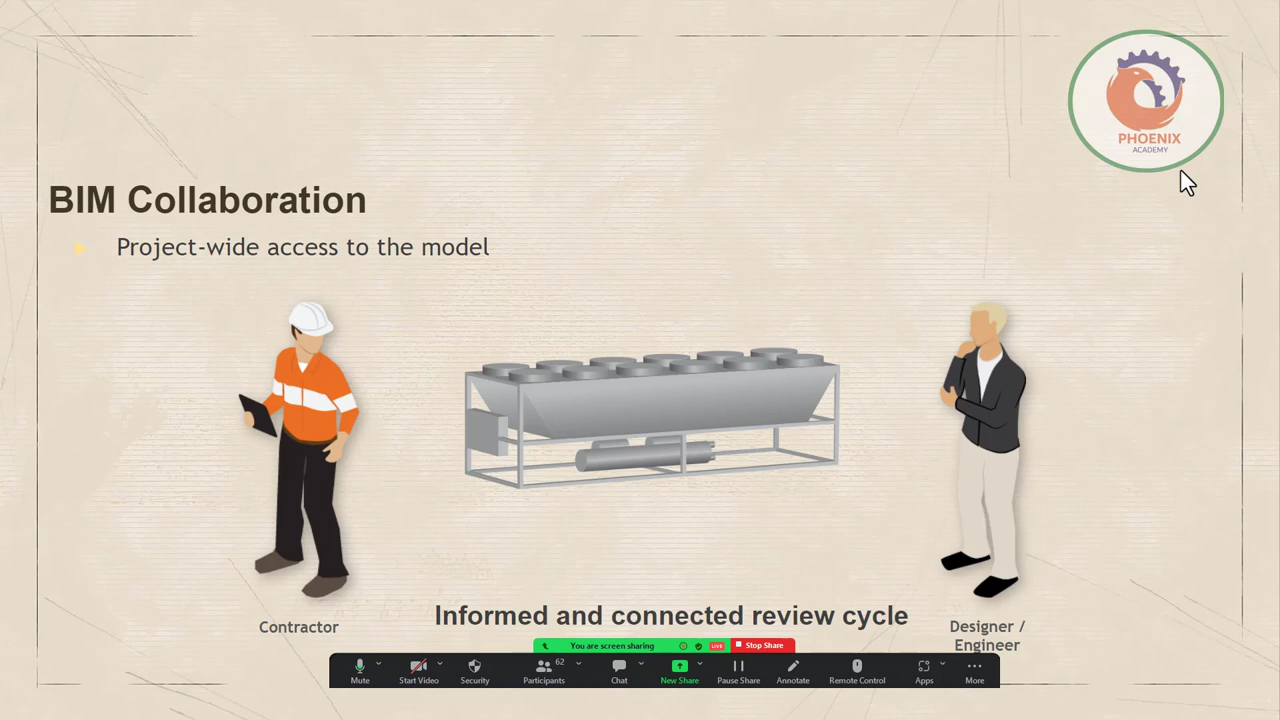 PHOENIX
ACADEMY
BIM Collaboration
Project-wide access to the model
Contractor
Informed and connected review cycle
Designer /
Engineer
You are screen sharing
LIVE
Stop Share
Mute
Start Video
Security
62
Participants
Chat
New Share
Pause Share
Annotate
Remote Control
Apps
More